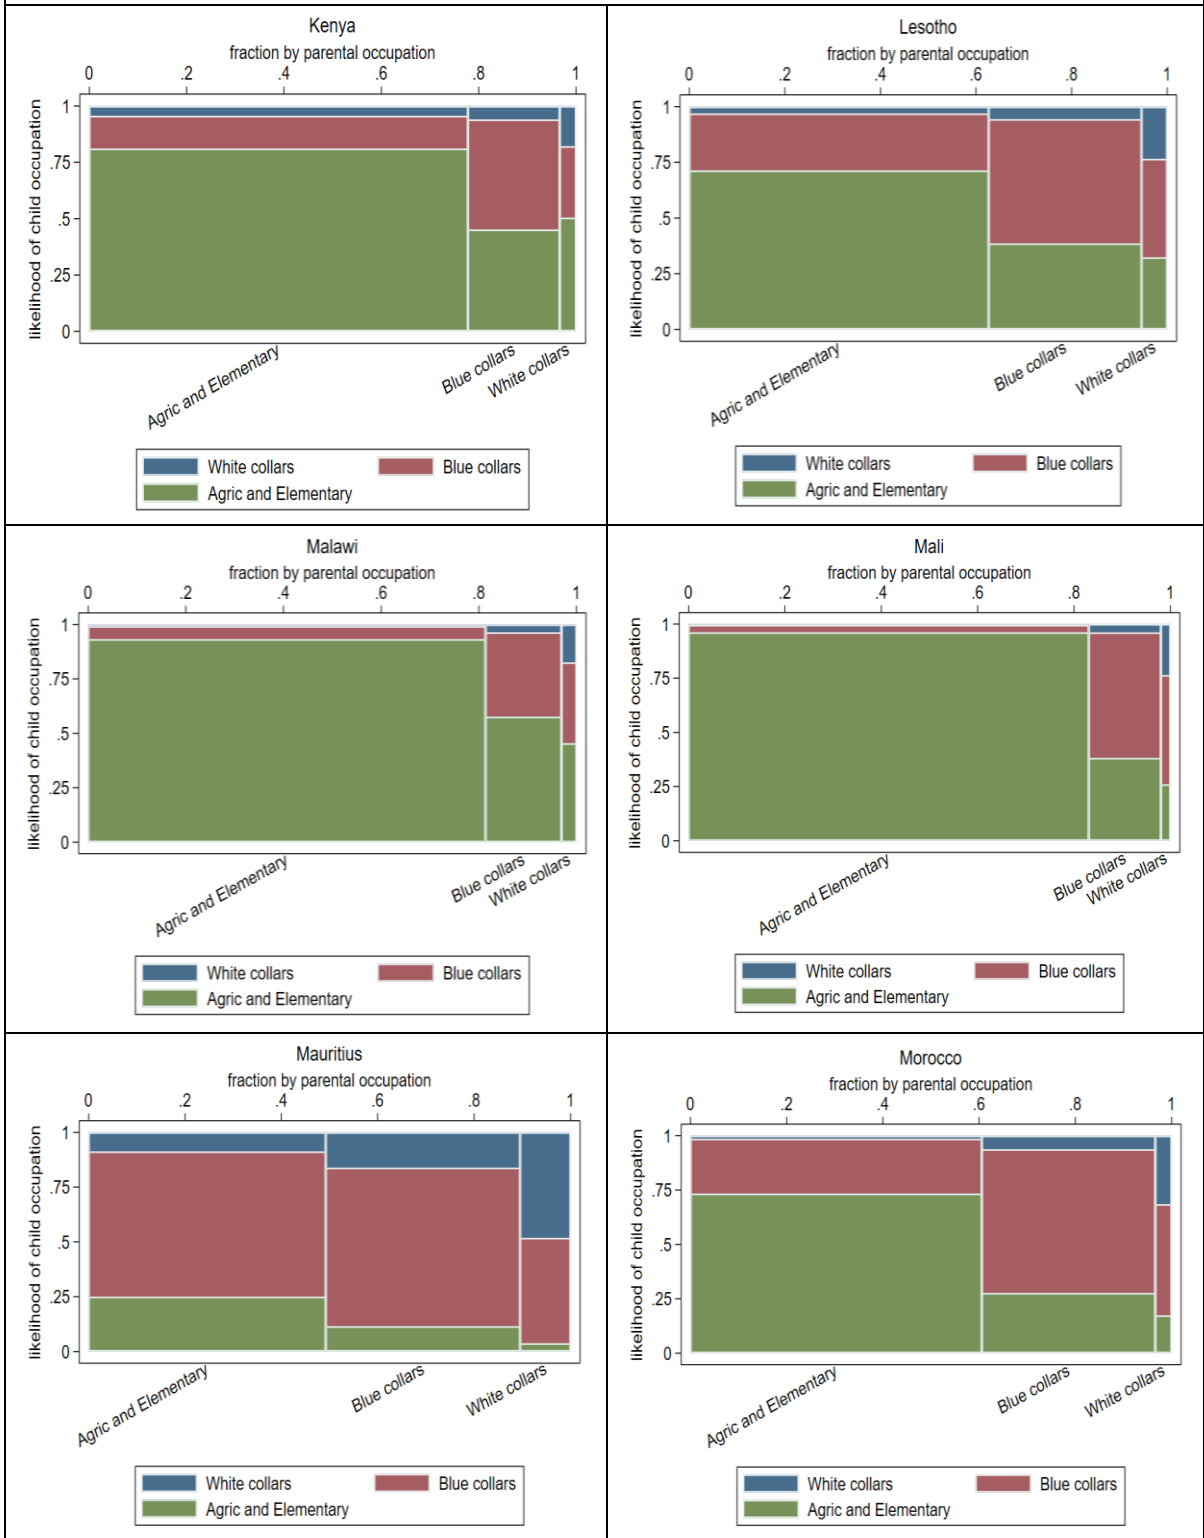 Kenya
fraction by parental occupation
0 .2 .4 .6 .8 1
likelihood of child occupation
1
.75
.5
.25
0
Agric and Elementary
Blue collars
White collars
White collars Blue collars
Agric and Elementary
Lesotho
fraction by parental occupation
0 .2 .4 .6 .8 1
likelihood of child occupation
1
.75
.5
.25
0
Agric and Elementary
Blue collars
White collars
White collars Blue collars
Agric and Elementary
Malawi
fraction by parental occupation
0 .2 .4 .6 .8 1
likelihood of child occupation
1
.75
.5
.25
0
Agric and Elementary
Blue collars
White collars
White collars Blue collars
Agric and Elementary
Mali
fraction by parental occupation
0 .2 .4 .6 .8 1
likelihood of child occupation
1
.75
.5
.25
0
Agric and Elementary
Blue collars
White collars
White collars Blue collars
Agric and Elementary
Mauritius
fraction by parental occupation
0 .2 .4 .6 .8 1
likelihood of child occupation
1
.75
.5
.25
0
Agric and Elementary
Blue collars
White collars
White collars Blue collars
Agric and Elementary
Morocco
fraction by parental occupation
0 .2 .4 .6 .8 1
likelihood of child occupation
1
.75
.5
.25
0
Agric and Elementary
Blue collars
White collars
White collars Blue collars
Agric and Elementary